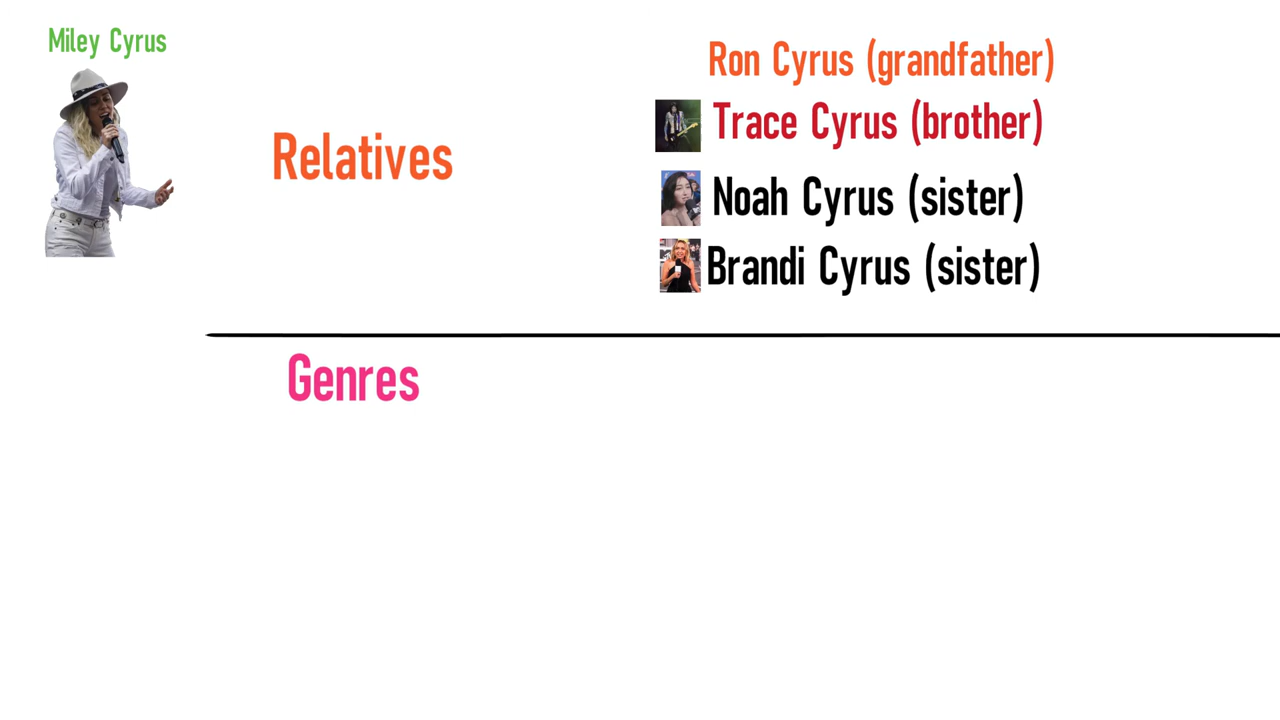 Miley Cyrus
Relatives
Ron Cyrus (grandfather)
Trace Cyrus (brother)
Noah Cyrus (sister)
Brandi Cyrus (sister)
Genres